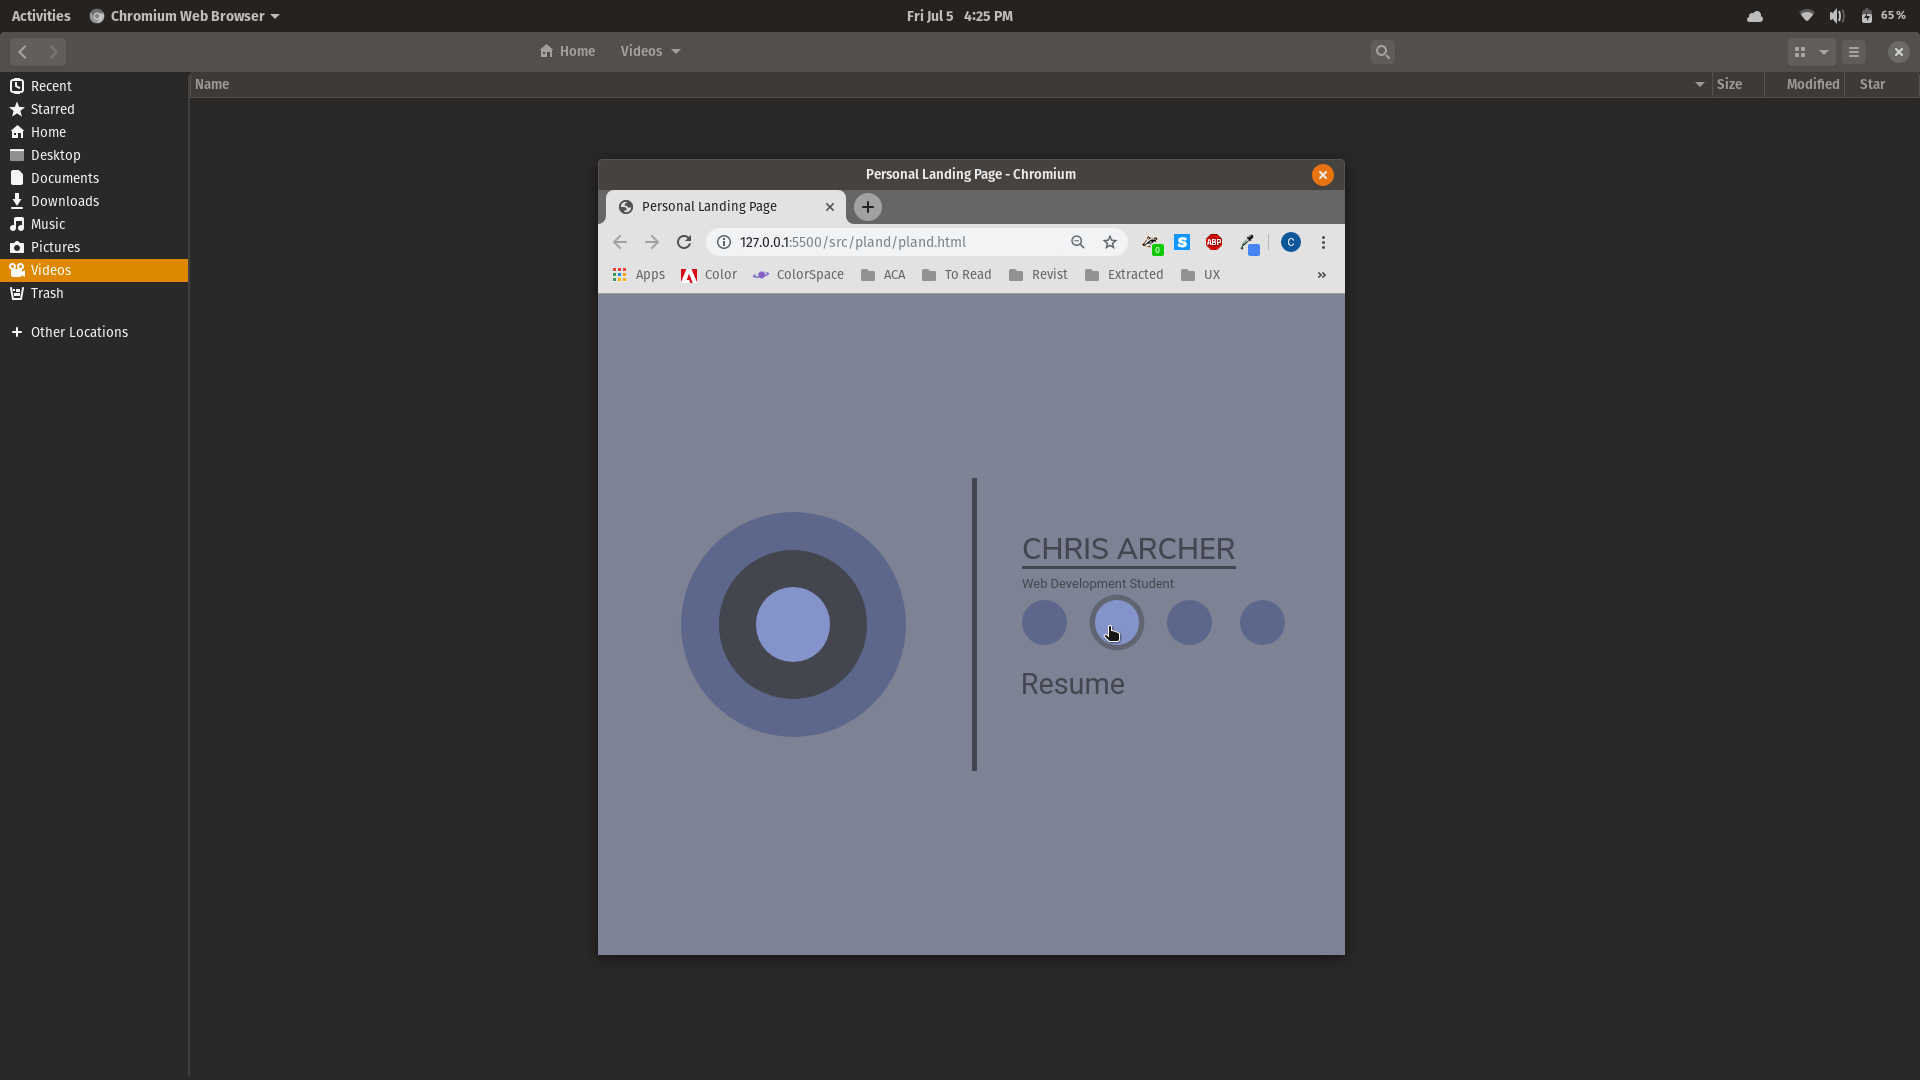 Activities Chromium Web Browser Fri Jul 5 4:25 PM 65%
Home Videos
Name Size Modified Star
Recent
Starred
Home
Desktop
Documents
Downloads
Music
Pictures
Videos
Trash
Other Locations
Personal Landing Page - Chromium
Personal Landing Page
127.0.0.1:5500/src/pland/pland.html 0 S ABP C
Apps Color ColorSpace ACA To Read Revist Extracted UX »
CHRIS ARCHER
Web Development Student
Resume